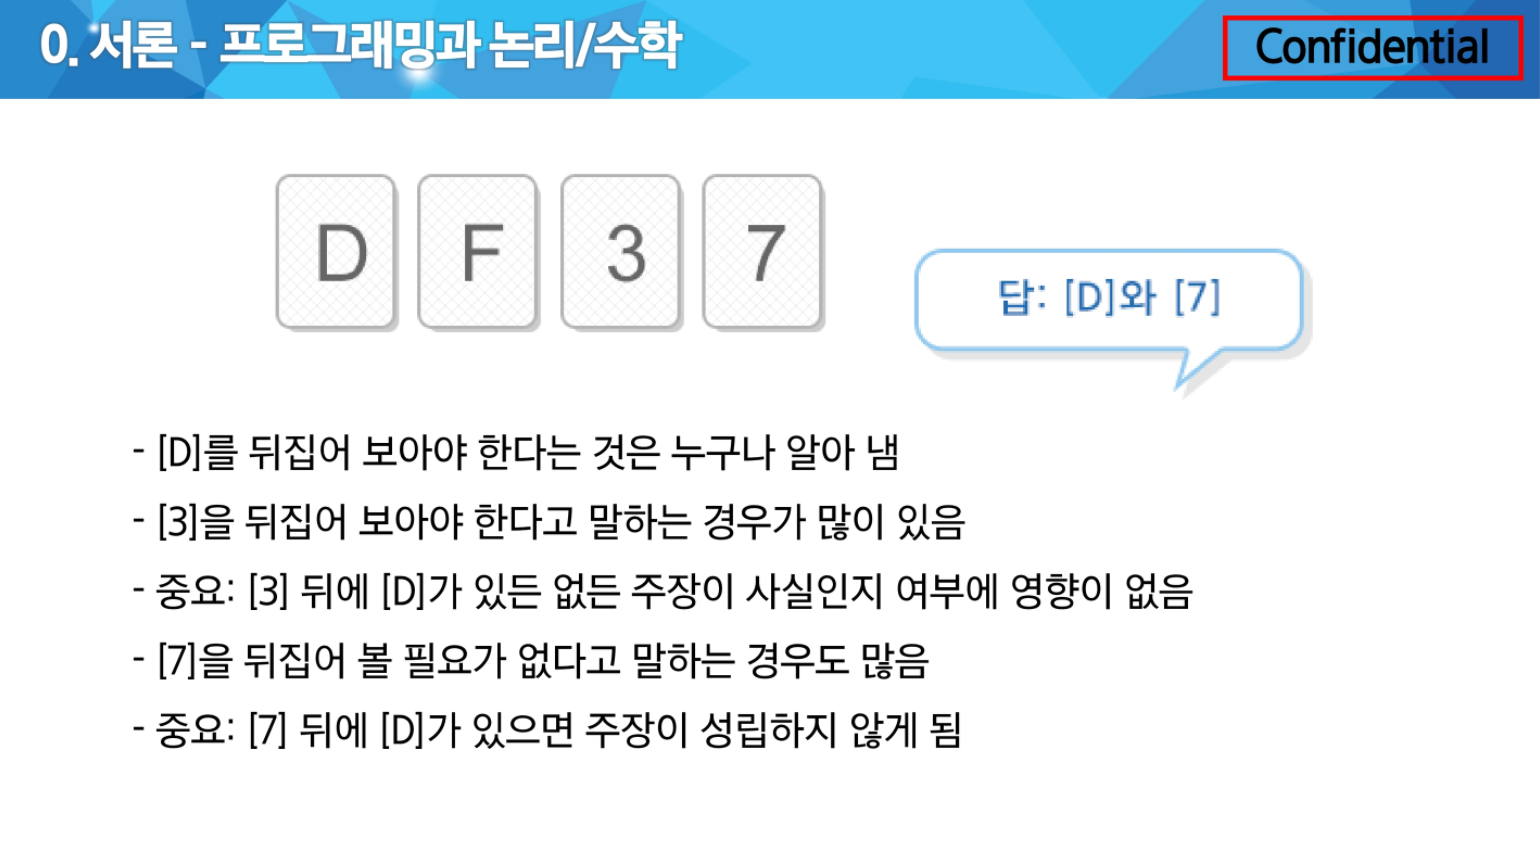 0. 서론 - 프로그래밍과 논리/수학
Confidential
D F 3 7
답: [D]와 [7]
- [D]를 뒤집어 보아야 한다는 것은 누구나 알아 냄
- [3]을 뒤집어 보아야 한다고 말하는 경우가 많이 있음
- 중요: [3] 뒤에 [D]가 있든 없든 주장이 사실인지 여부에 영향이 없음
- [7]을 뒤집어 볼 필요가 없다고 말하는 경우도 많음
- 중요: [7] 뒤에 [D]가 있으면 주장이 성립하지 않게 됨